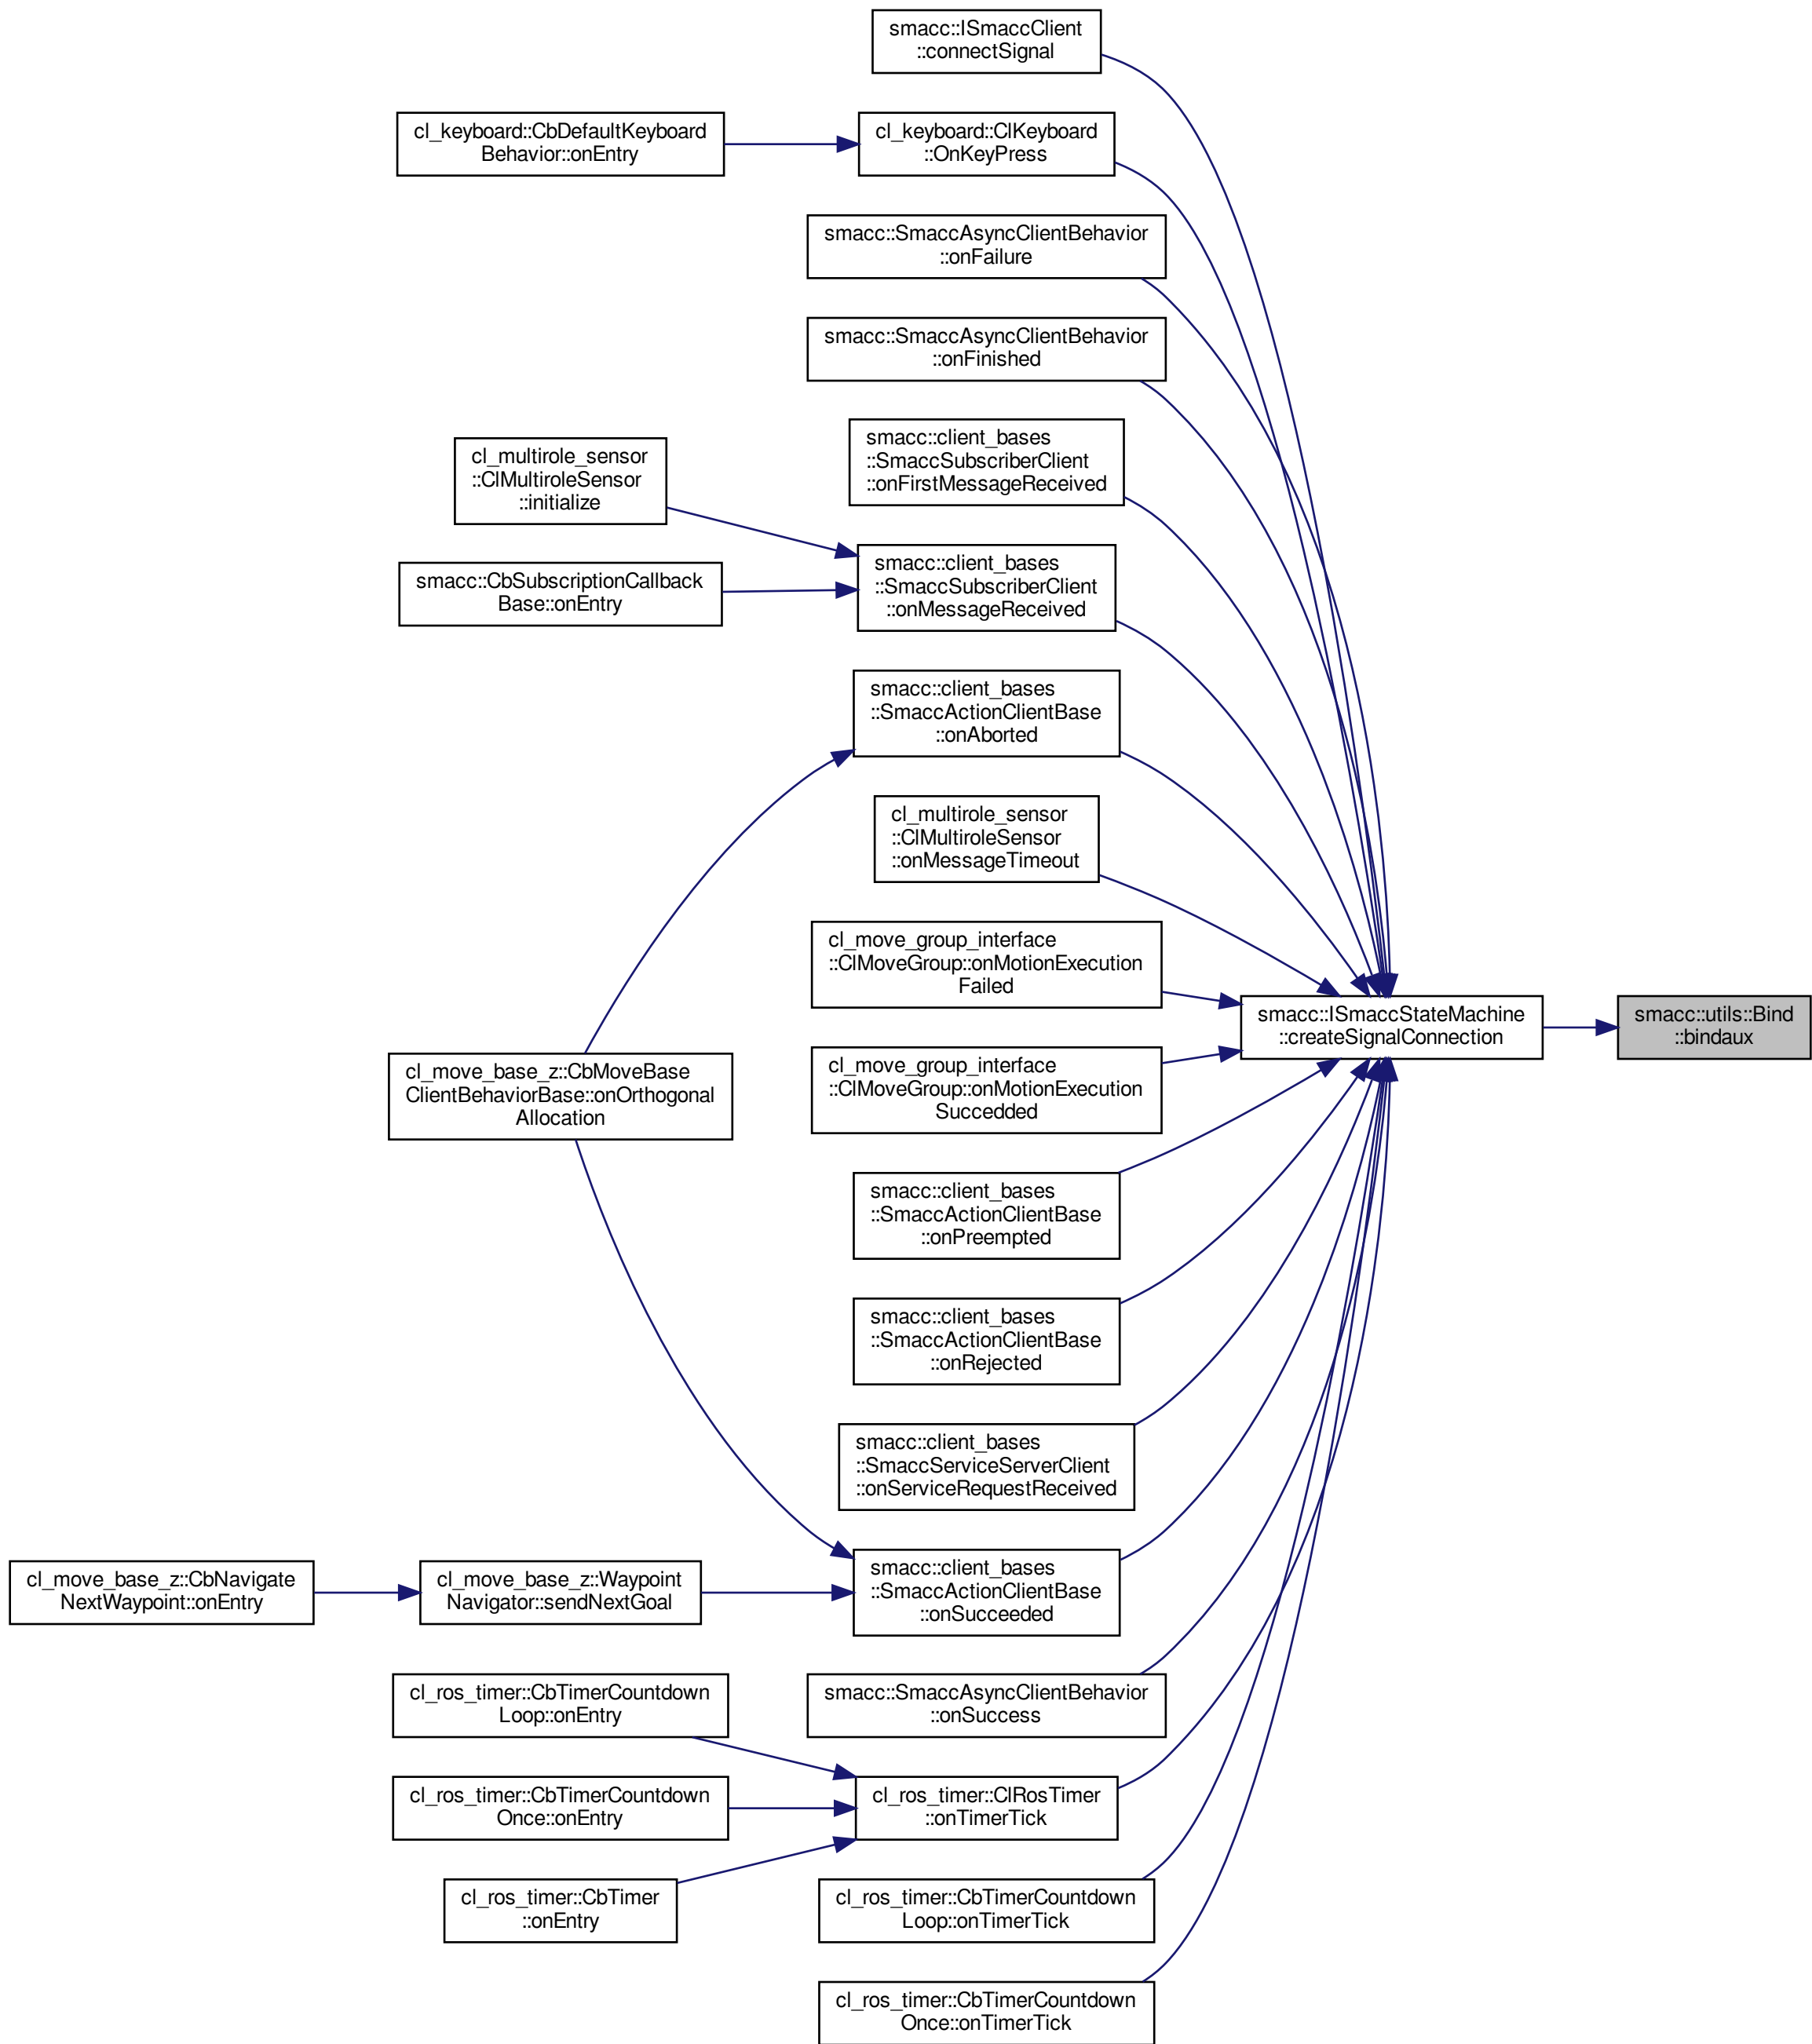 smacc::ISmaccClient
::connectSignal
cl_keyboard::CbDefaultKeyboard
Behavior::onEntry
cl_keyboard::ClKeyboard
::OnKeyPress
smacc::SmaccAsyncClientBehavior
::onFailure
smacc::SmaccAsyncClientBehavior
::onFinished
smacc::client_bases
::SmaccSubscriberClient
::onFirstMessageReceived
cl_multirole_sensor
::ClMultiroleSensor
::initialize
smacc::CbSubscriptionCallback
Base::onEntry
smacc::client_bases
::SmaccSubscriberClient
::onMessageReceived
smacc::client_bases
::SmaccActionClientBase
::onAborted
cl_multirole_sensor
::ClMultiroleSensor
::onMessageTimeout
cl_move_group_interface
::ClMoveGroup::onMotionExecution
Failed
smacc::ISmaccStateMachine
::createSignalConnection
smacc::utils::Bind
::bindaux
cl_move_base_z::CbMoveBase
ClientBehaviorBase::onOrthogonal
Allocation
cl_move_group_interface
::ClMoveGroup::onMotionExecution
Succedded
smacc::client_bases
::SmaccActionClientBase
::onPreempted
smacc::client_bases
::SmaccActionClientBase
::onRejected
smacc::client_bases
::SmaccServiceServerClient
::onServiceRequestReceived
cl_move_base_z::CbNavigate
NextWaypoint::onEntry
cl_move_base_z::Waypoint
Navigator::sendNextGoal
smacc::client_bases
::SmaccActionClientBase
::onSucceeded
cl_ros_timer::CbTimerCountdown
Loop::onEntry
smacc::SmaccAsyncClientBehavior
::onSuccess
cl_ros_timer::CbTimerCountdown
Once::onEntry
cl_ros_timer::ClRosTimer
::onTimerTick
cl_ros_timer::CbTimer
::onEntry
cl_ros_timer::CbTimerCountdown
Loop::onTimerTick
cl_ros_timer::CbTimerCountdown
Once::onTimerTick